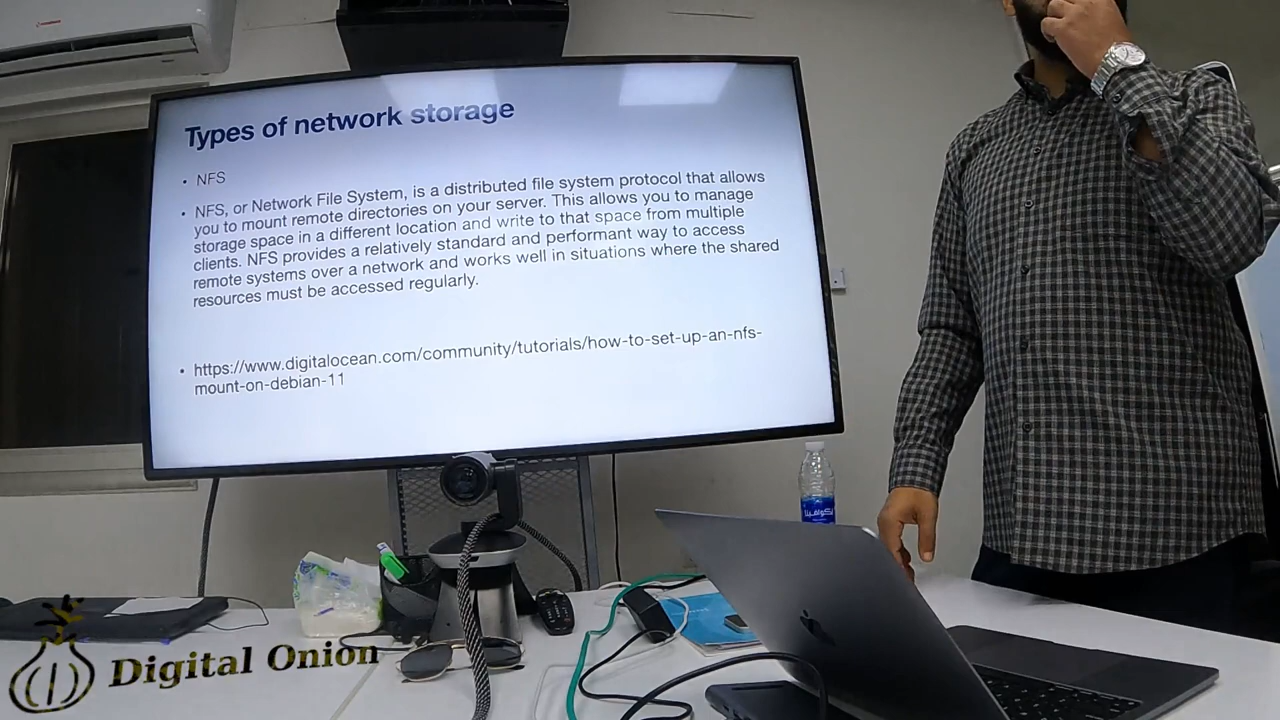 Types of network storage
• NFS
• NFS, or Network File System, is a distributed file system protocol that allows
you to mount remote directories on your server. This allows you to manage
storage space in a different location and write to that space from multiple
clients. NFS provides a relatively standard and performant way to access
remote systems over a network and works well in situations where the shared
resources must be accessed regularly.
• https://www.digitalocean.com/community/tutorials/how-to-set-up-an-nfs-
mount-on-debian-11
Digital Onion